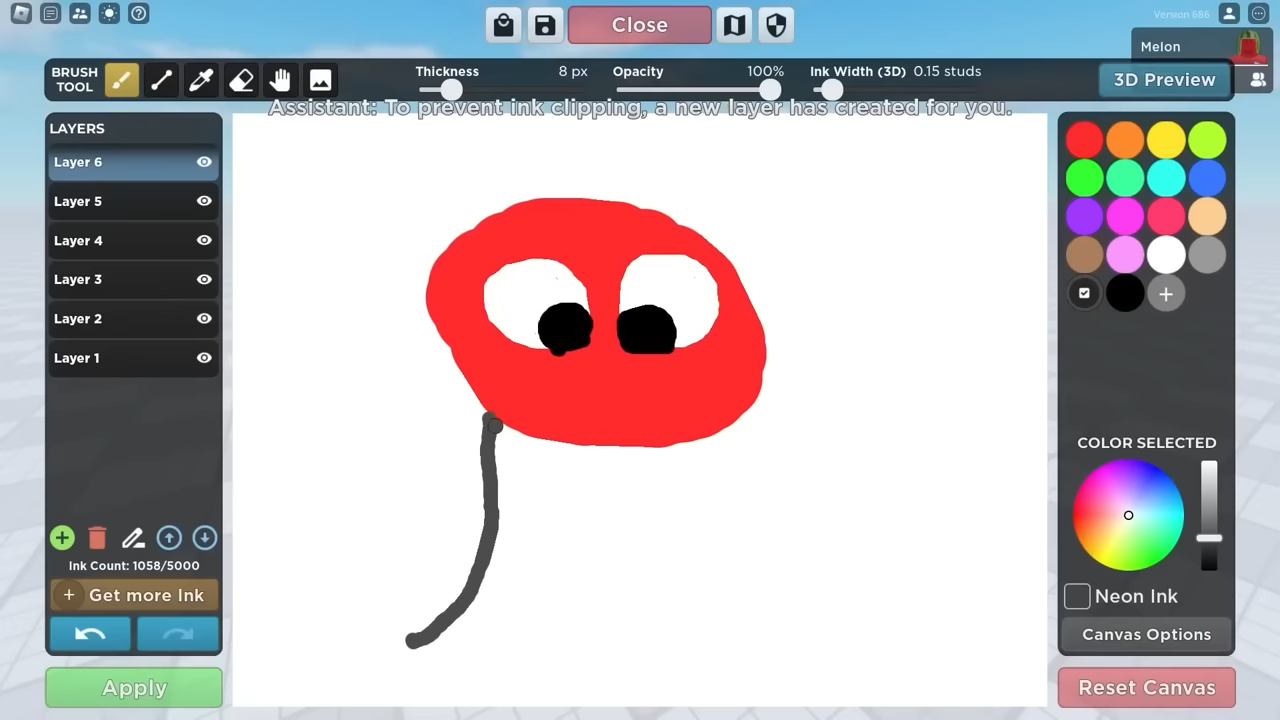 Version 686
Close
Melon
BRUSH
TOOL
Thickness 8 px
Opacity 100%
Ink Width (3D) 0.15 studs
3D Preview
Assistant: To prevent ink clipping, a new layer has created for you.
LAYERS
Layer 6
Layer 5
Layer 4
Layer 3
Layer 2
Layer 1
Ink Count: 1058/5000
+ Get more Ink
Apply
COLOR SELECTED
Neon Ink
Canvas Options
Reset Canvas